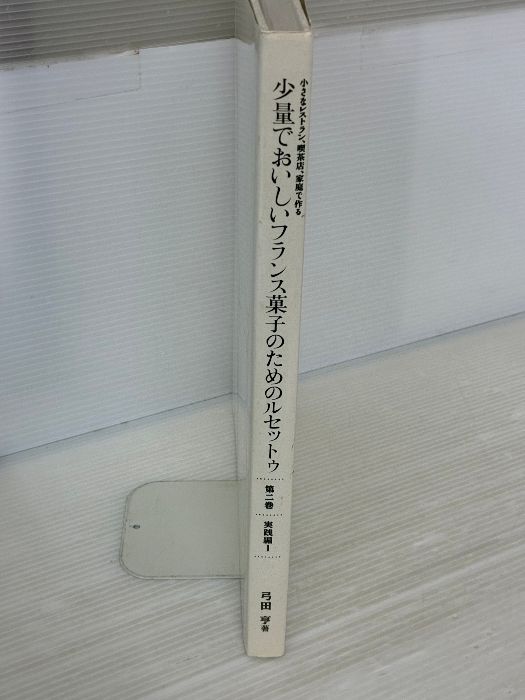 小さなレストラン、喫茶店、家庭で作る
少量でおいしいフランス菓子のためのルセットゥ
第二巻
実践編1
弓田 亨 著